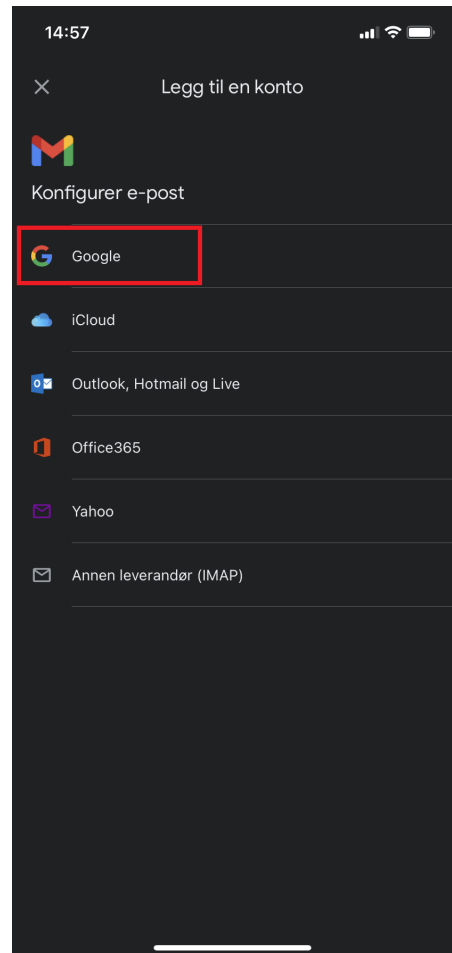 14:57
Legg til en konto
Konfigurer e-post
Google
iCloud
Outlook, Hotmail og Live
Office365
Yahoo
Annen leverandør (IMAP)